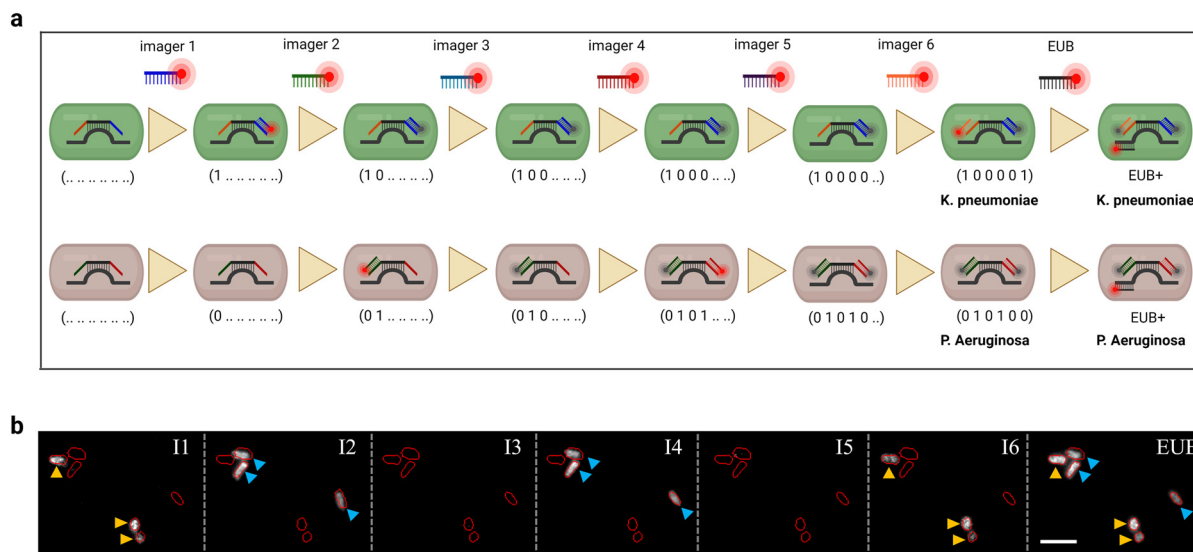 a
imager 1 imager 2 imager 3 imager 4 imager 5 imager 6 EUB
(.. .. .. .. .. ..) (1 .. .. .. .. ..) (1 0 .. .. .. ..) (1 0 0 .. .. ..) (1 0 0 0 .. ..) (1 0 0 0 0 ..) (1 0 0 0 0 1) EUB+
K. pneumoniae K. pneumoniae
(.. .. .. .. .. ..) (0 .. .. .. .. ..) (0 1 .. .. .. ..) (0 1 0 .. .. ..) (0 1 0 1 .. ..) (0 1 0 1 0 ..) (0 1 0 1 0 0) EUB+
P. Aeruginosa P. Aeruginosa
b
I1 I2 I3 I4 I5 I6 EUB